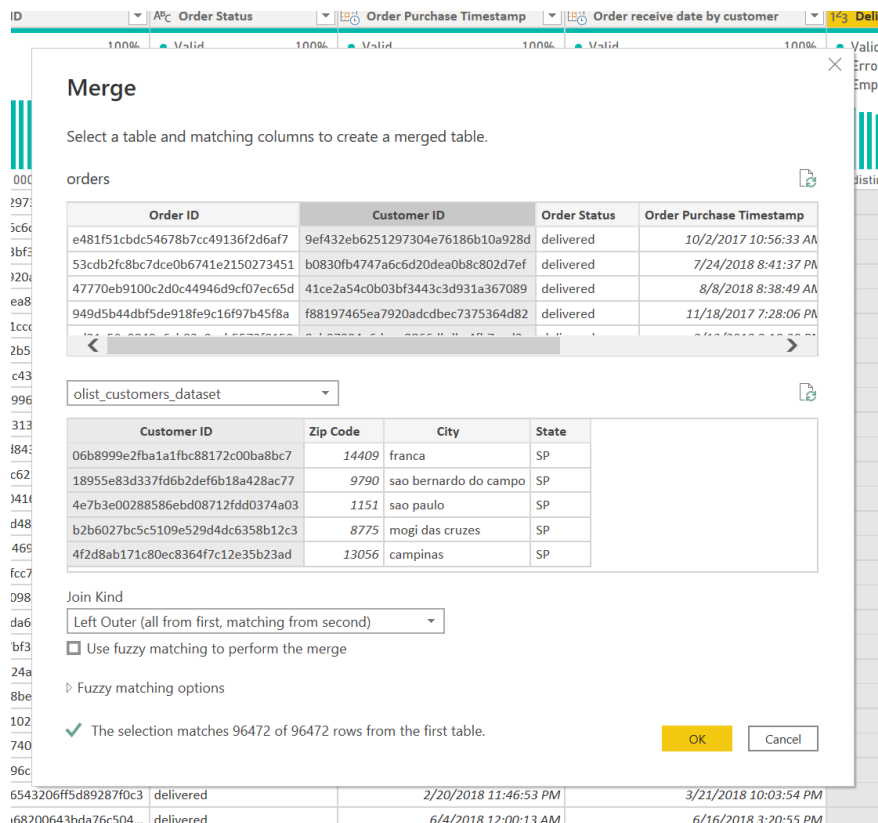 ID ABC Order Status Order Purchase Timestamp Order receive date by customer 123 Deli
100% Valid 100% Valid 100% Valid 100% Valid
Merge
Select a table and matching columns to create a merged table.
orders
Order ID Customer ID Order Status Order Purchase Timestamp
e481f51cbdc54678b7cc49136f2d6af7 9ef432eb6251297304e76186b10a928d delivered 10/2/2017 10:56:33 AM
53cdb2fc8bc7dce0b6741e2150273451 b0830fb4747a6c6d20dea0b8c802d7ef delivered 7/24/2018 8:41:37 PM
47770eb9100c2d0c44946d9cf07ec65d 41ce2a54c0b03bf3443c3d931a367089 delivered 8/8/2018 8:38:49 AM
949d5b44dbf5de918fe9c16f97b45f8a f88197465ea7920adcdbec7375364d82 delivered 11/18/2017 7:28:06 PM
olist_customers_dataset
Customer ID Zip Code City State
06b8999e2fba1a1fbc88172c00ba8bc7 14409 franca SP
18955e83d337fd6b2def6b18a428ac77 9790 sao bernardo do campo SP
4e7b3e00288586ebd08712fdd0374a03 1151 sao paulo SP
b2b6027bc5c5109e529d4dc6358b12c3 8775 mogi das cruzes SP
4f2d8ab171c80ec8364f7c12e35b23ad 13056 campinas SP
Join Kind
Left Outer (all from first, matching from second)
Use fuzzy matching to perform the merge
Fuzzy matching options
The selection matches 96472 of 96472 rows from the first table.
OK Cancel
6543206ff5d89287f0c3 delivered 2/20/2018 11:46:53 PM 3/21/2018 10:03:54 PM
68200643bda76c504... delivered 6/4/2018 12:00:13 AM 6/16/2018 3:20:55 PM